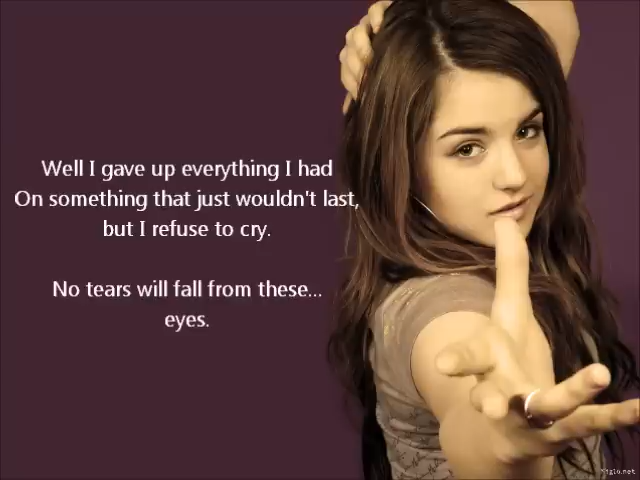 Well I gave up everything I had
On something that just wouldn't last,
but I refuse to cry.
No tears will fall from these...
eyes.